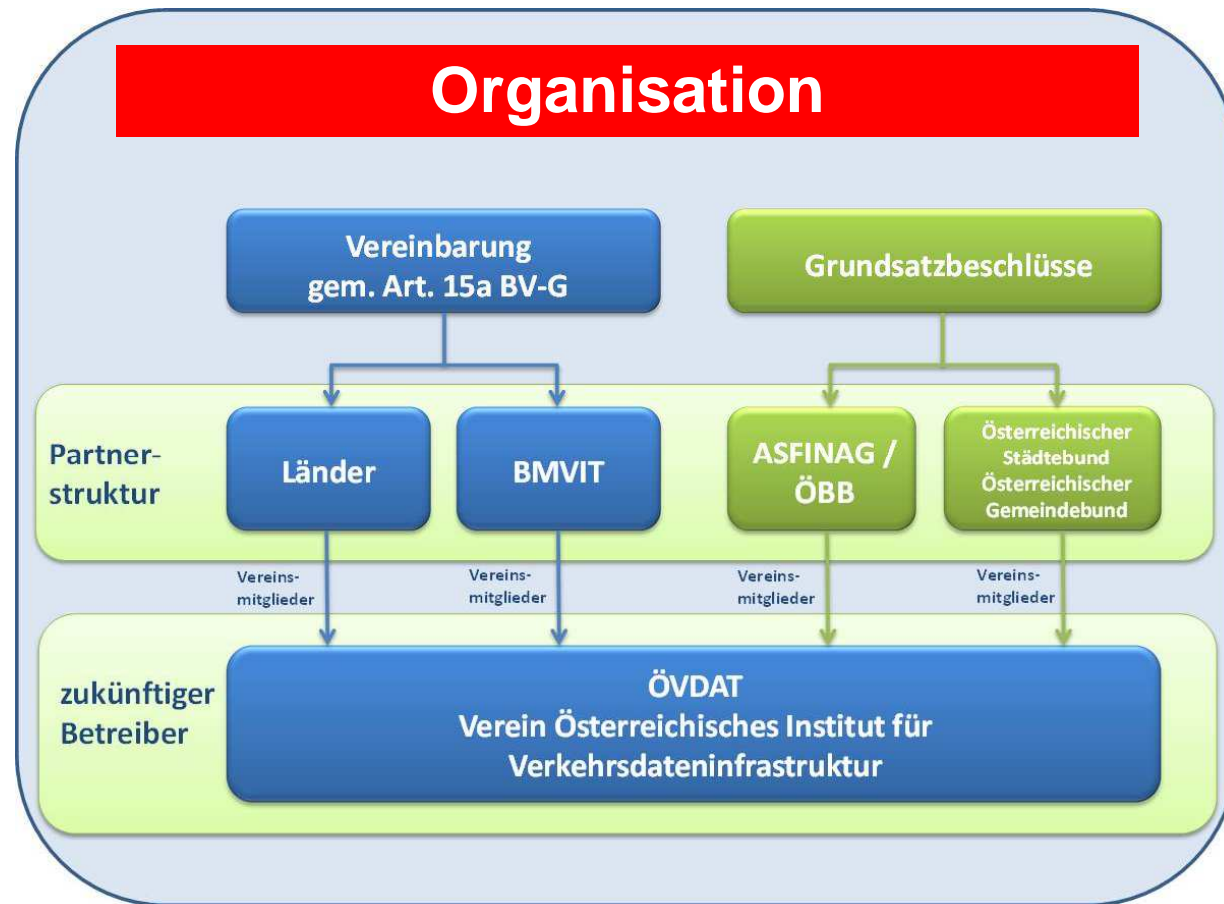 Organisation
Vereinbarung
gem. Art. 15a BV-G
Grundsatzbeschlüsse
Partner-
struktur
Länder
BMVIT
ASFINAG /
ÖBB
Österreichischer
Städtebund
Österreichischer
Gemeindebund
Vereins-
mitglieder
Vereins-
mitglieder
Vereins-
mitglieder
Vereins-
mitglieder
zukünftiger
Betreiber
ÖVDAT
Verein Österreichisches Institut für
Verkehrsdateninfrastruktur